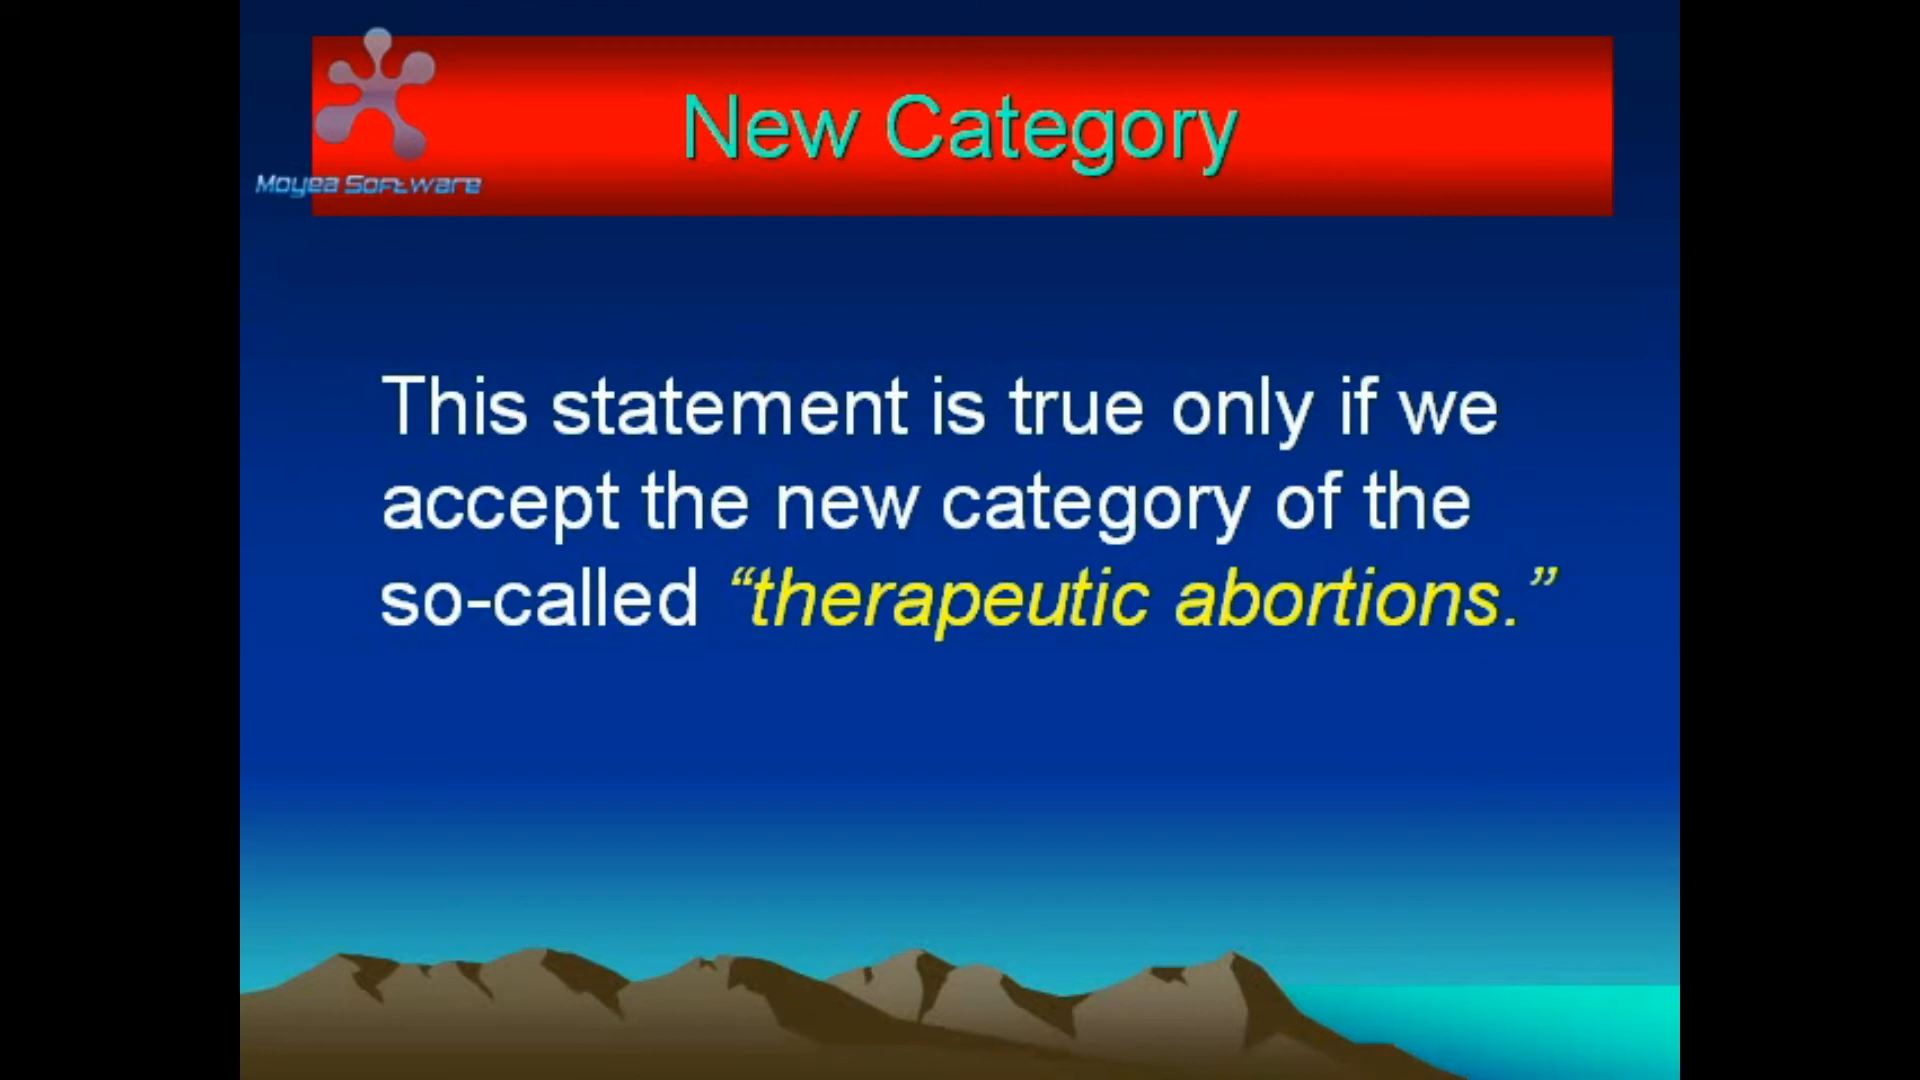 New Category
Moyea Software
This statement is true only if we
accept the new category of the
so-called “therapeutic abortions.”